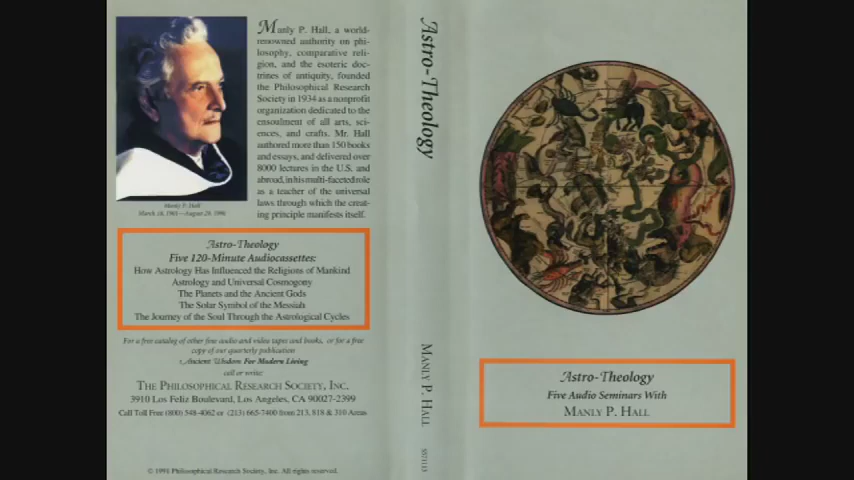 Manly P. Hall, a world-
renowned authority on phi-
losophy, comparative reli-
gion, and the esoteric doc-
trines of antiquity, founded
the Philosophical Research
Society in 1934 as a nonprofit
organization dedicated to the
ensoulment of all arts, sci-
ences, and crafts. Mr. Hall
authored more than 150 books
and essays, and delivered over
8000 lectures in the U.S. and
abroad, in his multi-faceted role
as a teacher of the universal
laws through which the creat-
ing principle manifests itself.
Manly P. Hall
March 18, 1901—August 29, 1990
Astro-Theology
Five 120-Minute Audiocassettes:
How Astrology Has Influenced the Religions of Mankind
Astrology and Universal Cosmogony
The Planets and the Ancient Gods
The Solar Symbol of the Messiah
The Journey of the Soul Through the Astrological Cycles
For a free catalog of other fine audio and video tapes and books, or for a free
copy of our quarterly publication
Ancient Wisdom For Modern Living
call or write:
THE PHILOSOPHICAL RESEARCH SOCIETY, INC.
3910 Los Feliz Boulevard, Los Angeles, CA 90027-2399
Call Toll Free (800) 548-4062 or (213) 665-7400 from 213, 818 & 310 Areas
© 1991 Philosophical Research Society, Inc. All rights reserved.
Astro-Theology
MANLY P. HALL
Astro-Theology
Five Audio Seminars With
MANLY P. HALL